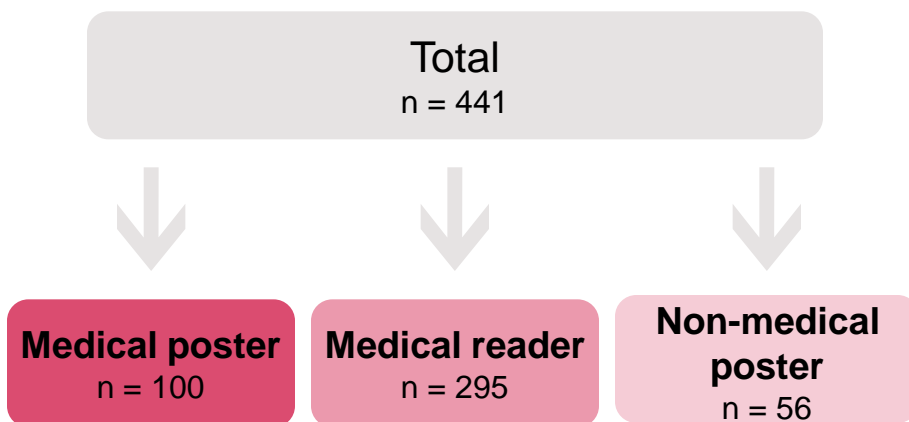 Total
n = 441
Medical poster
n = 100
Medical reader
n = 295
Non-medical
poster
n = 56